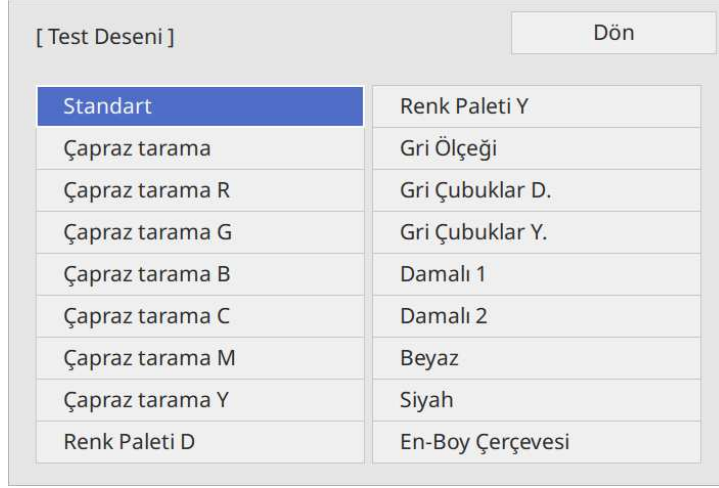 [ Test Deseni ]
Dön
Standart
Çapraz tarama
Çapraz tarama R
Çapraz tarama G
Çapraz tarama B
Çapraz tarama C
Çapraz tarama M
Çapraz tarama Y
Renk Paleti D
Renk Paleti Y
Gri Ölçeği
Gri Çubuklar D.
Gri Çubuklar Y.
Damalı 1
Damalı 2
Beyaz
Siyah
En-Boy Çerçevesi